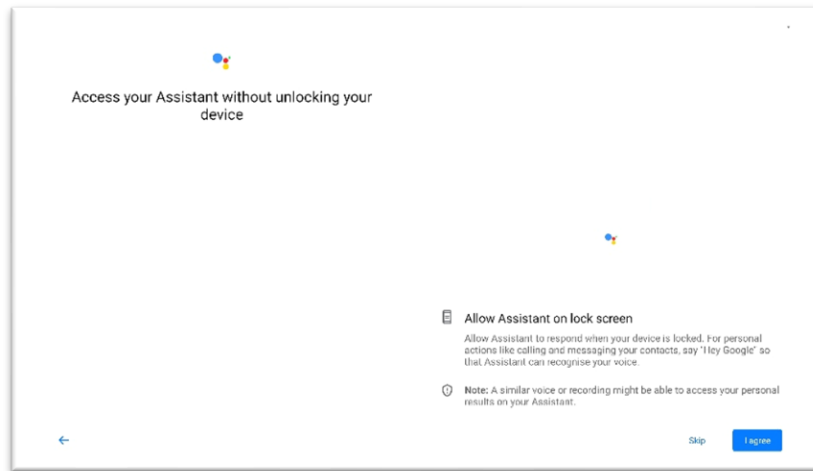 Access your Assistant without unlocking your
device
Allow Assistant on lock screen
Allow Assistant to respond when your device is locked. For personal
actions like calling and messaging your contacts, say "Hey Google" so
that Assistant can recognise your voice.
Note: A similar voice or recording might be able to access your personal
results on your Assistant.
Skip
I agree